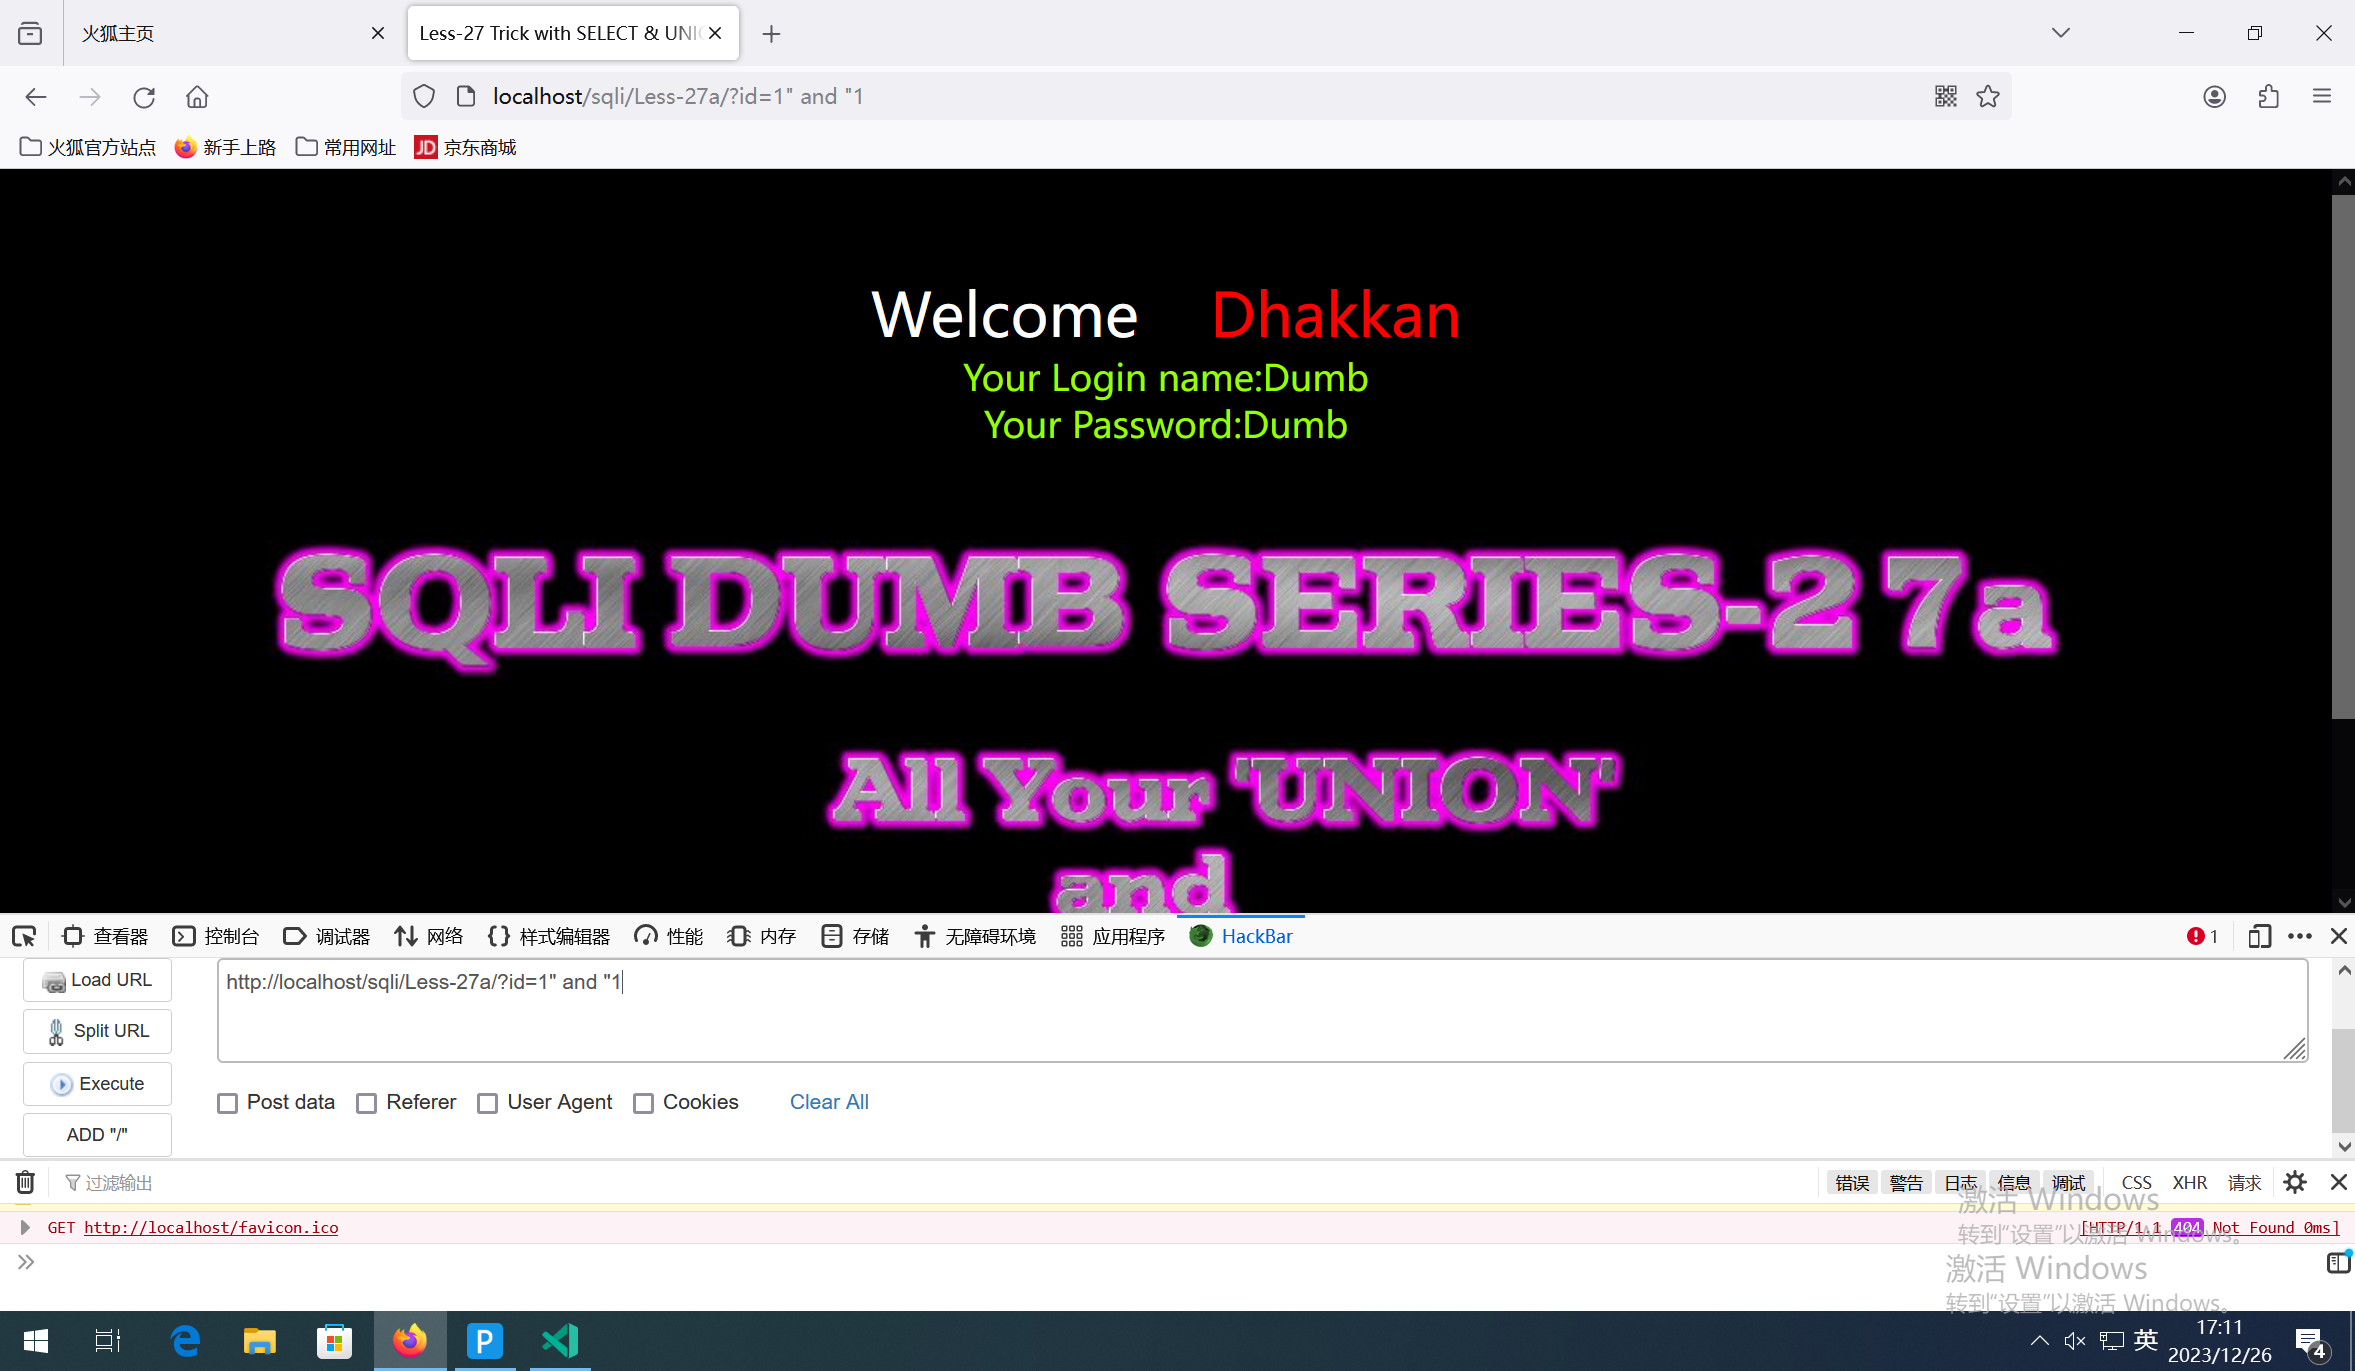 火狐主页
Less-27 Trick with SELECT & UNI
localhost/sqli/Less-27a/?id=1" and "1
火狐官方站点 新手上路 常用网址 JD 京东商城
Welcome Dhakkan
Your Login name:Dumb
Your Password:Dumb
SQLI DUMB SERIES-27a
All Your 'UNION'
and
查看器 控制台 调试器 网络 样式编辑器 性能 内存 存储 无障碍环境 应用程序 HackBar 1
Load URL
http://localhost/sqli/Less-27a/?id=1" and "1
Split URL
Execute
Post data Referer User Agent Cookies Clear All
ADD "/"
过滤输出 错误 警告 日志 信息 调试 CSS XHR 请求
激活 Windows
GET http://localhost/favicon.ico [HTTP/1.1 404 Not Found 0ms]
转到"设置"以激活 Windows。
激活 Windows
转到"设置"以激活 Windows。
英
17:11
2023/12/26
4